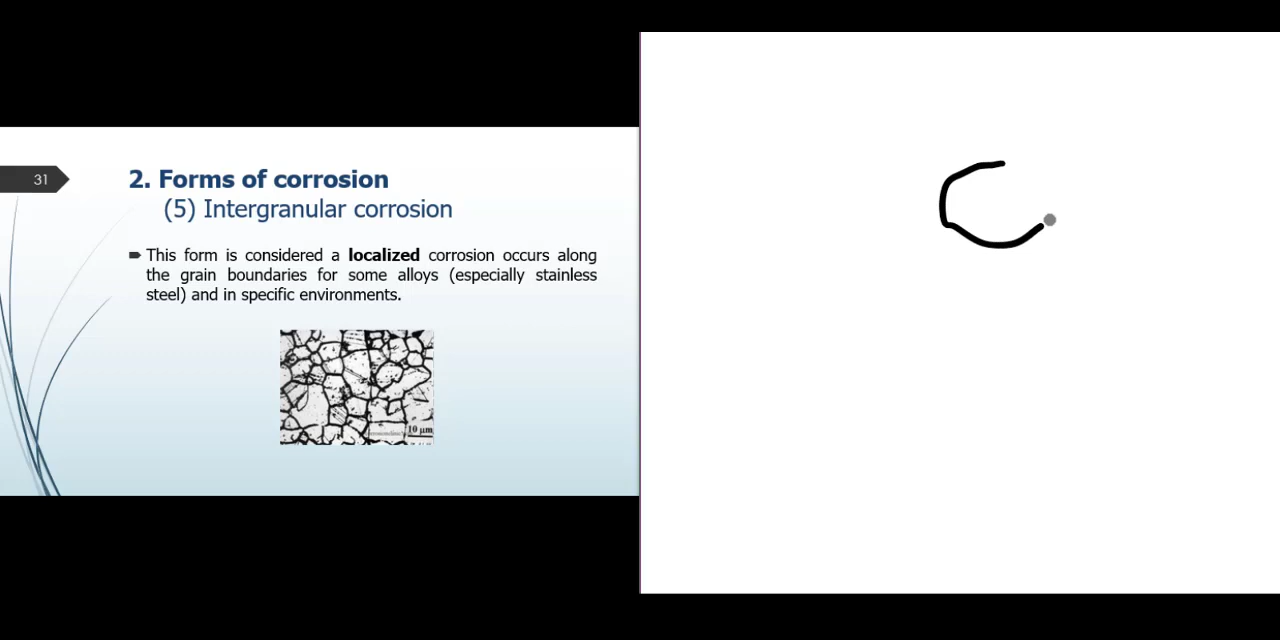 31
2. Forms of corrosion
(5) Intergranular corrosion
This form is considered a localized corrosion occurs along
the grain boundaries for some alloys (especially stainless
steel) and in specific environments.
10 μm